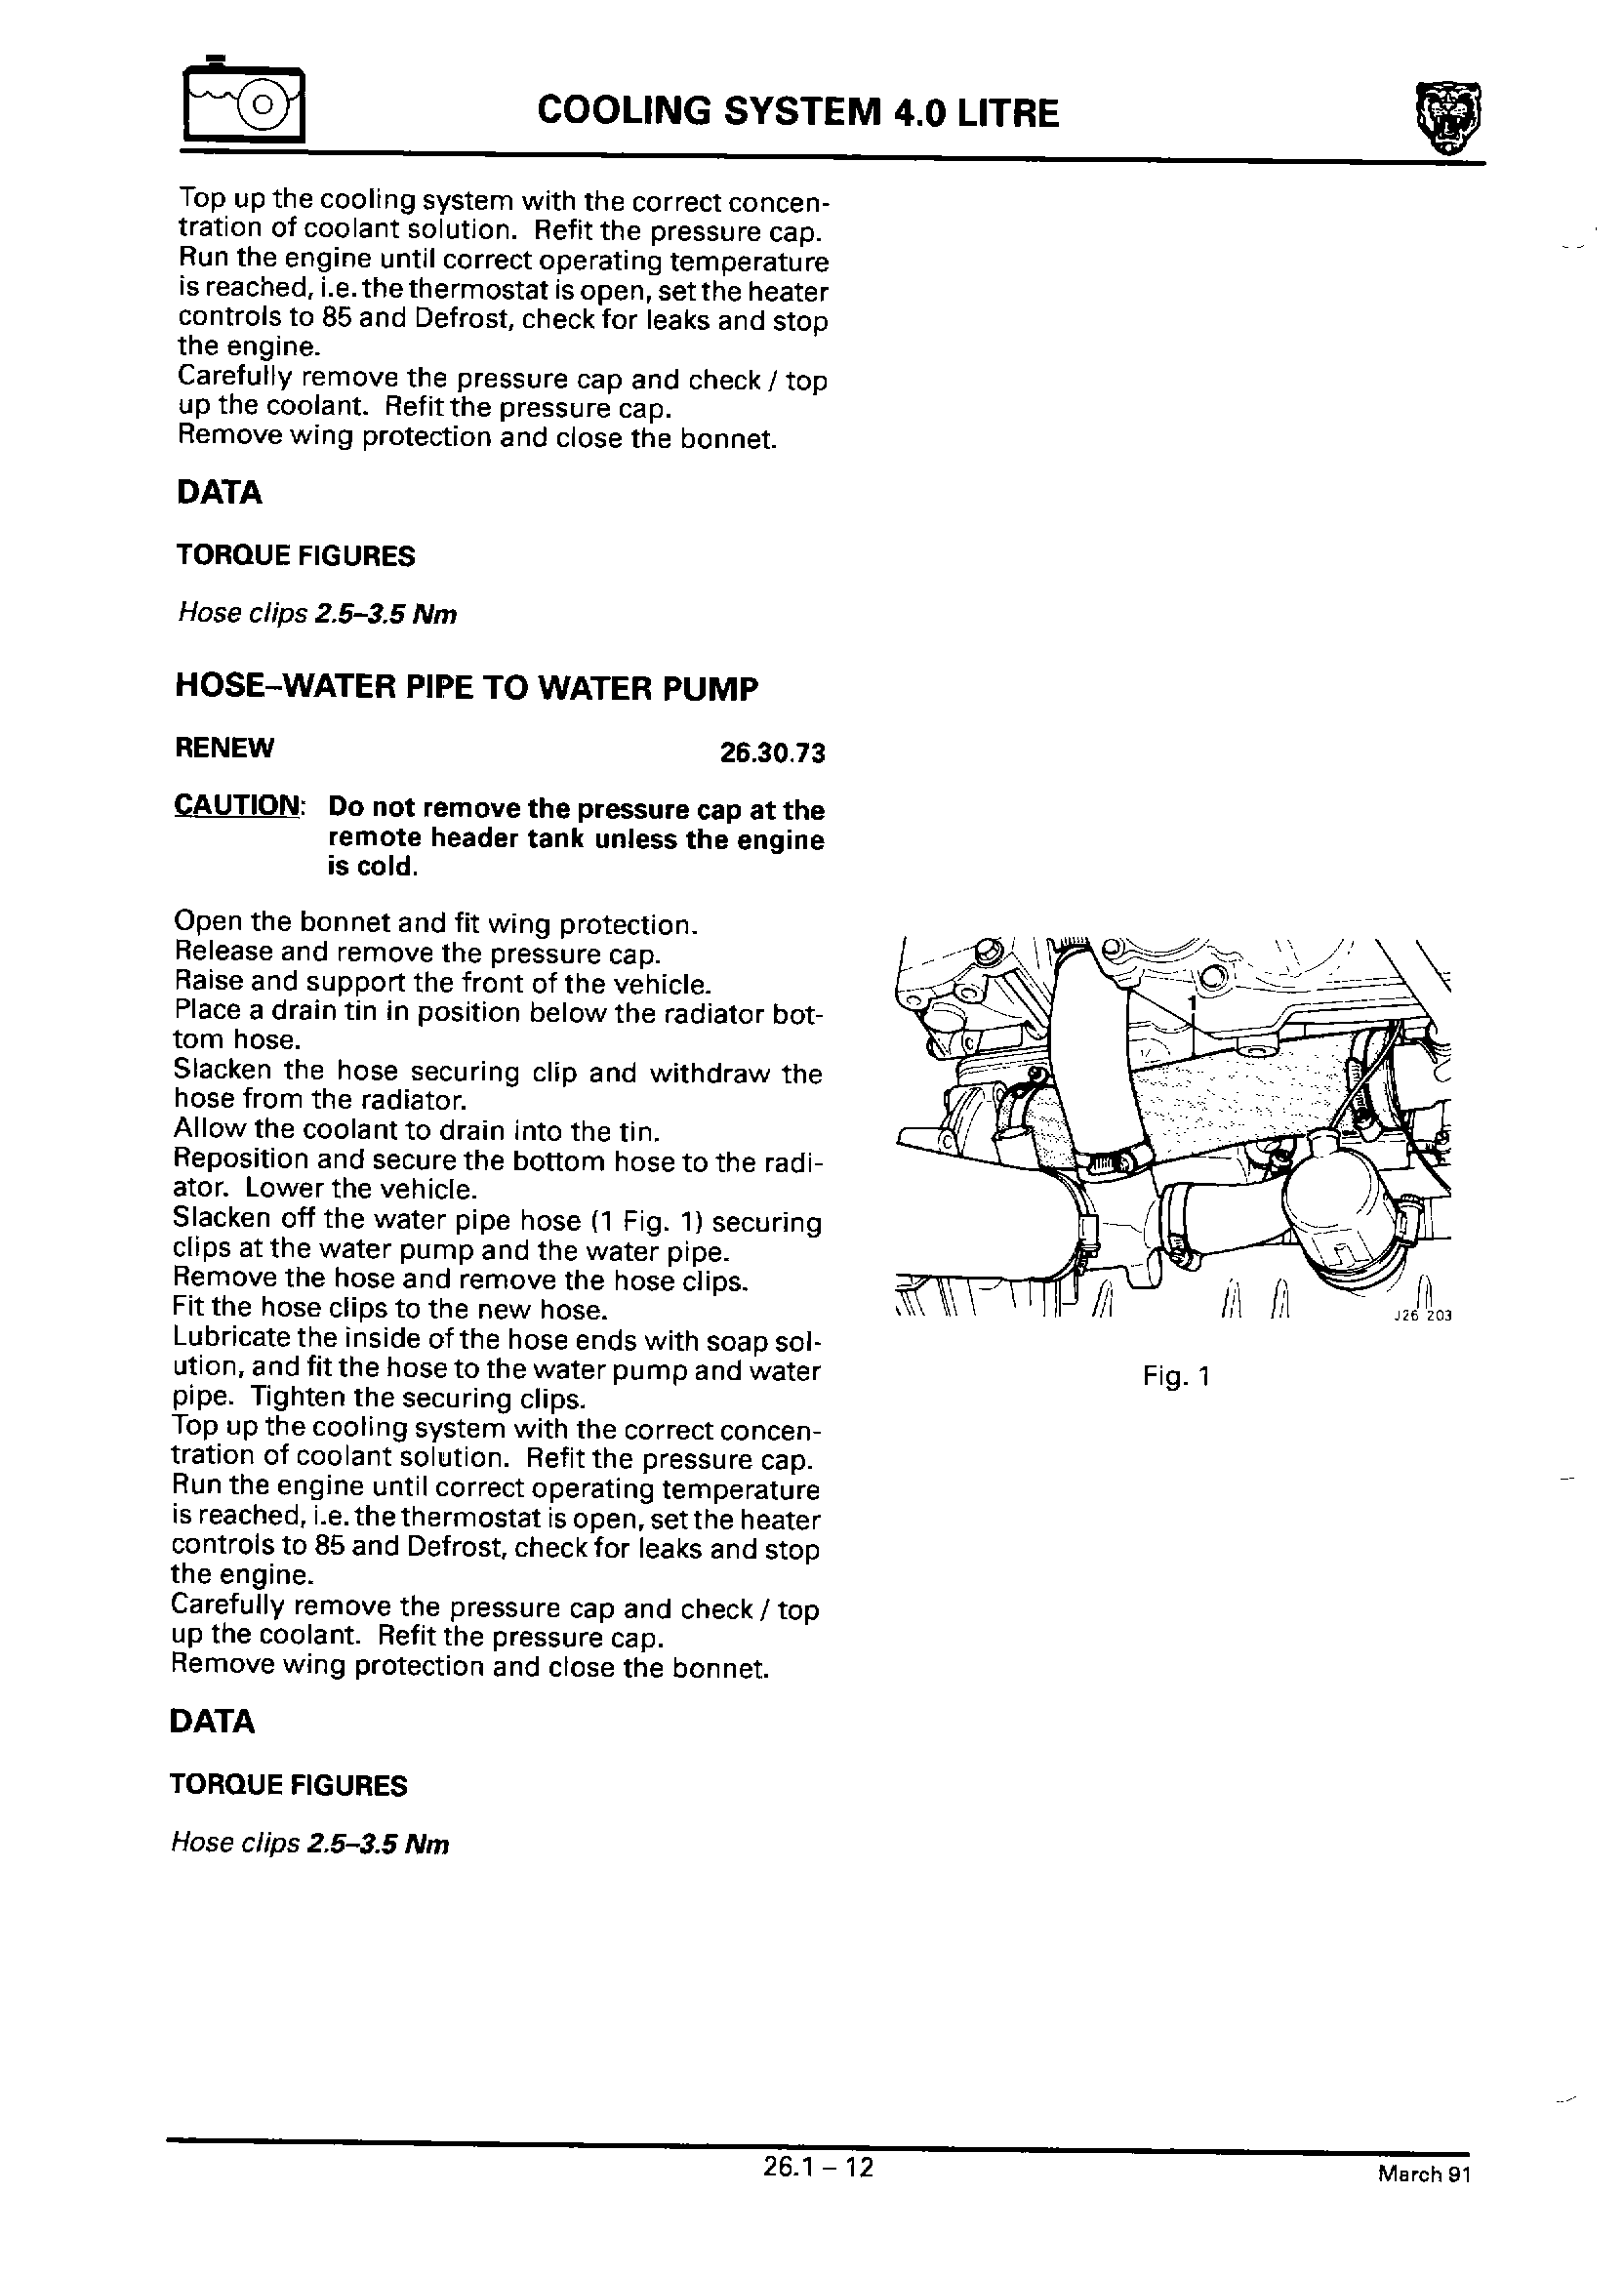 COOLING SYSTEM 4.0 LITRE
Top up the cooling system with the correct concen-
tration of coolant solution. Refit the pressure cap.
Run the engine until correct operating temperature
is reached, i.e. the thermostat is open, set the heater
controls to 85 and Defrost, check for leaks and stop
the engine.
Carefully remove the pressure cap and check / top
up the coolant. Refit the pressure cap.
Remove wing protection and close the bonnet.
DATA
TORQUE FIGURES
Hose clips 2.5–3.5 Nm
HOSE–WATER PIPE TO WATER PUMP
RENEW 26.30.73
CAUTION: Do not remove the pressure cap at the
remote header tank unless the engine
is cold.
Open the bonnet and fit wing protection.
Release and remove the pressure cap.
Raise and support the front of the vehicle.
Place a drain tin in position below the radiator bot-
tom hose.
Slacken the hose securing clip and withdraw the
hose from the radiator.
Allow the coolant to drain into the tin.
Reposition and secure the bottom hose to the radi-
ator. Lower the vehicle.
Slacken off the water pipe hose (1 Fig. 1) securing
clips at the water pump and the water pipe.
Remove the hose and remove the hose clips.
Fit the hose clips to the new hose.
Lubricate the inside of the hose ends with soap sol-
ution, and fit the hose to the water pump and water
pipe. Tighten the securing clips.
Top up the cooling system with the correct concen-
tration of coolant solution. Refit the pressure cap.
Run the engine until correct operating temperature
is reached, i.e. the thermostat is open, set the heater
controls to 85 and Defrost, check for leaks and stop
the engine.
Carefully remove the pressure cap and check / top
up the coolant. Refit the pressure cap.
Remove wing protection and close the bonnet.
DATA
TORQUE FIGURES
Hose clips 2.5–3.5 Nm
1
J26 203
Fig. 1
26.1 – 12
March 91